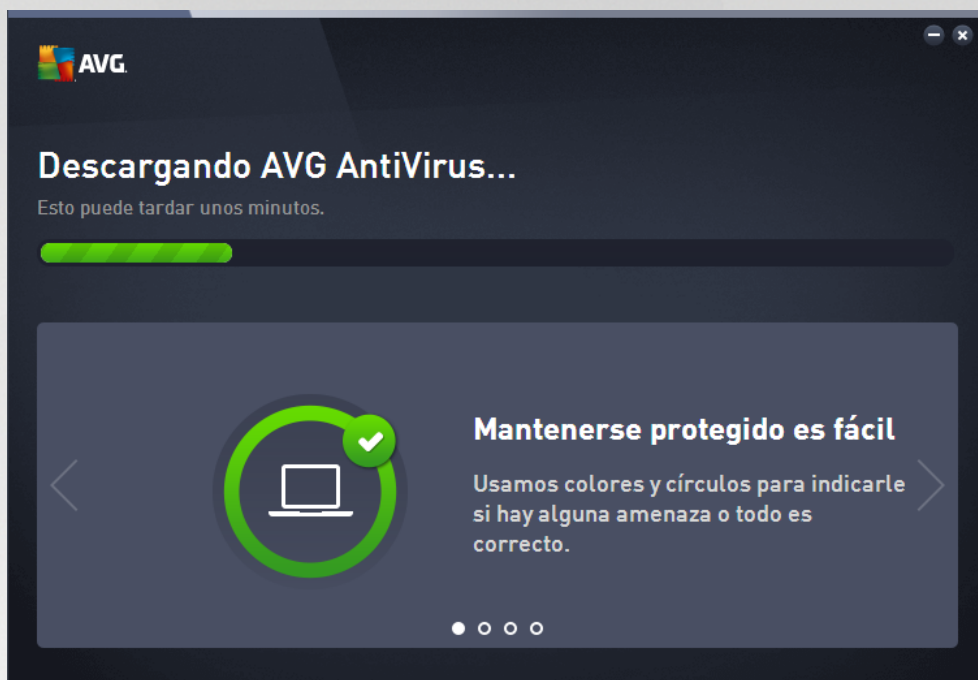 AVG.
Descargando AVG AntiVirus...
Esto puede tardar unos minutos.
Mantenerse protegido es fácil
Usamos colores y círculos para indicarle
si hay alguna amenaza o todo es
correcto.